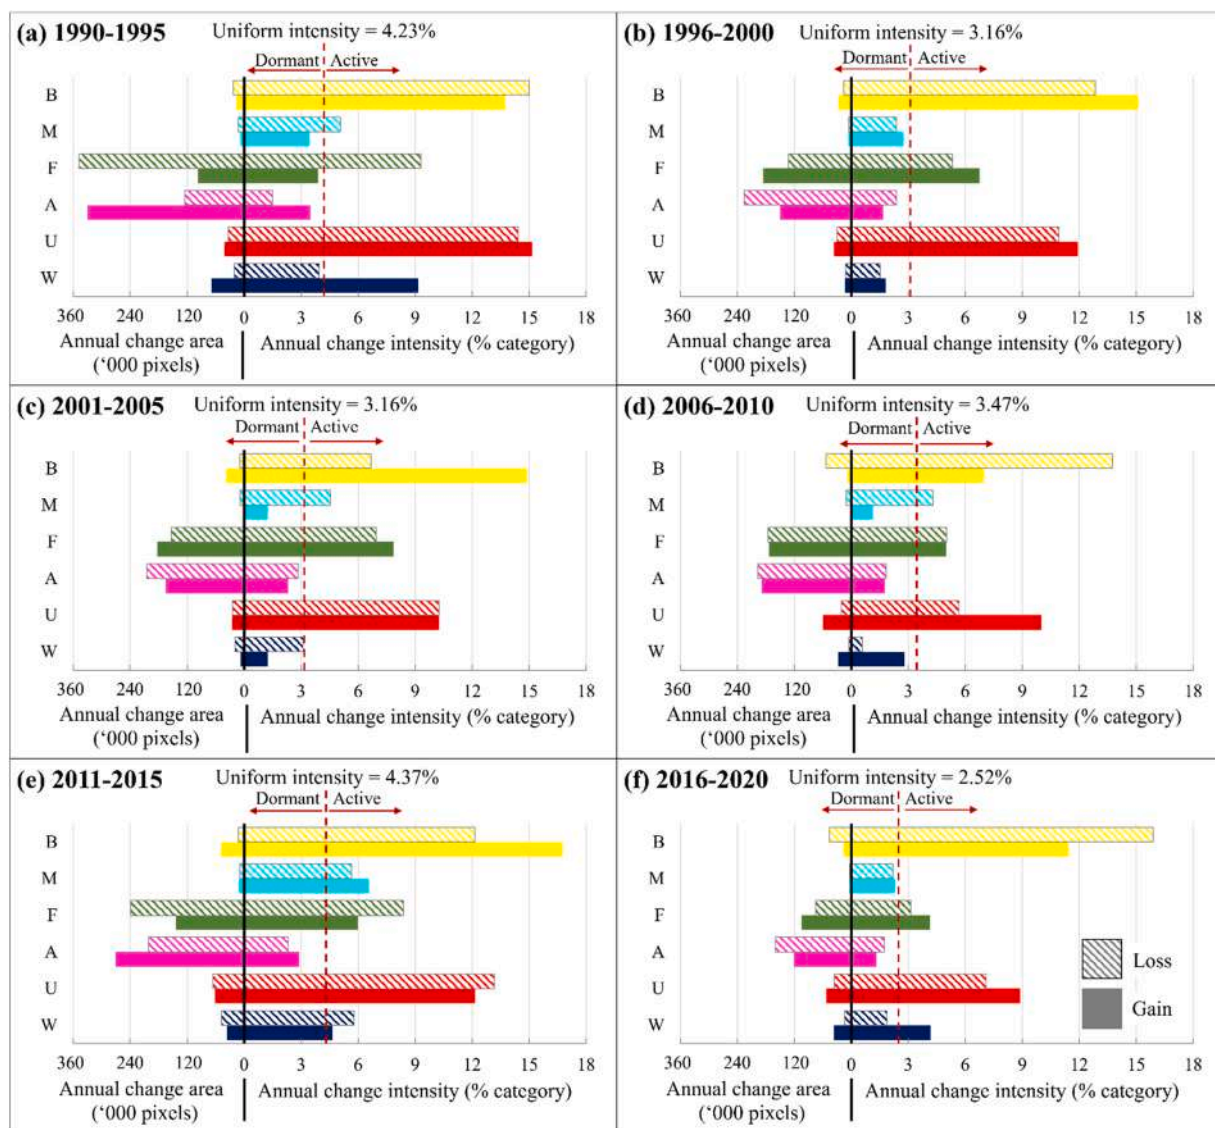 (a) 1990-1995 Uniform intensity = 4.23%
Dormant Active
B
M
F
A
U
W
360 240 120 0 3 6 9 12 15 18
Annual change area Annual change intensity (% category)
(‘000 pixels)
(b) 1996-2000 Uniform intensity = 3.16%
Dormant Active
B
M
F
A
U
W
360 240 120 0 3 6 9 12 15 18
Annual change area Annual change intensity (% category)
(‘000 pixels)
(c) 2001-2005 Uniform intensity = 3.16%
Dormant Active
B
M
F
A
U
W
360 240 120 0 3 6 9 12 15 18
Annual change area Annual change intensity (% category)
(‘000 pixels)
(d) 2006-2010 Uniform intensity = 3.47%
Dormant Active
B
M
F
A
U
W
360 240 120 0 3 6 9 12 15 18
Annual change area Annual change intensity (% category)
(‘000 pixels)
(e) 2011-2015 Uniform intensity = 4.37%
Dormant Active
B
M
F
A
U
W
360 240 120 0 3 6 9 12 15 18
Annual change area Annual change intensity (% category)
(‘000 pixels)
(f) 2016-2020 Uniform intensity = 2.52%
Dormant Active
B
M
F
A
U
W
Loss
Gain
360 240 120 0 3 6 9 12 15 18
Annual change area Annual change intensity (% category)
(‘000 pixels)